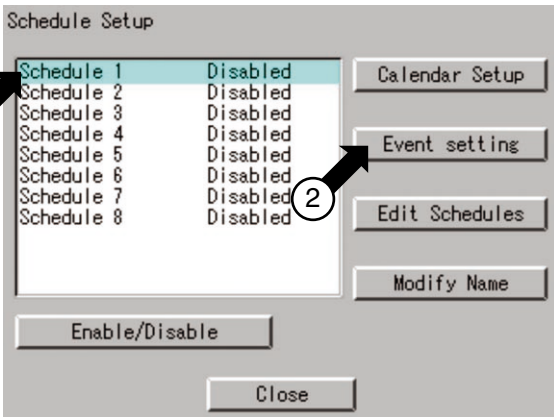 Schedule Setup
Schedule 1 Disabled
Schedule 2 Disabled
Schedule 3 Disabled
Schedule 4 Disabled
Schedule 5 Disabled
Schedule 6 Disabled
Schedule 7 Disabled
Schedule 8 Disabled
2
Calendar Setup
Event setting
Edit Schedules
Modify Name
Enable/Disable
Close